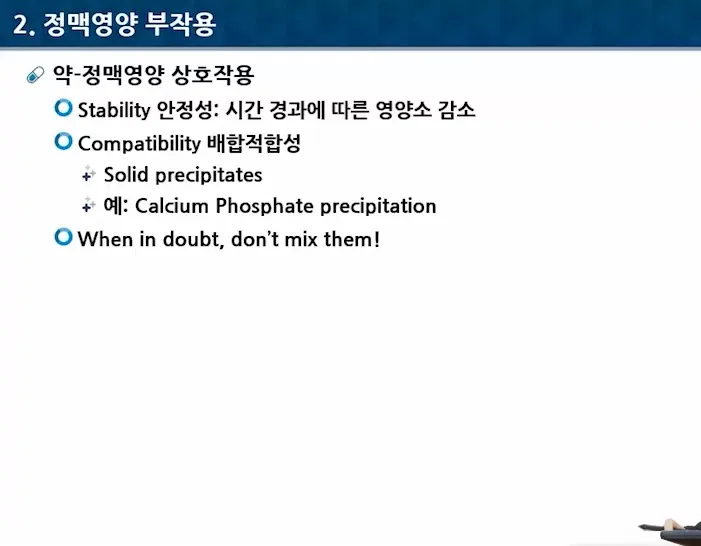 2. 정맥영양 부작용
약-정맥영양 상호작용
Stability 안정성: 시간 경과에 따른 영양소 감소
Compatibility 배합적합성
Solid precipitates
예: Calcium Phosphate precipitation
When in doubt, don't mix them!